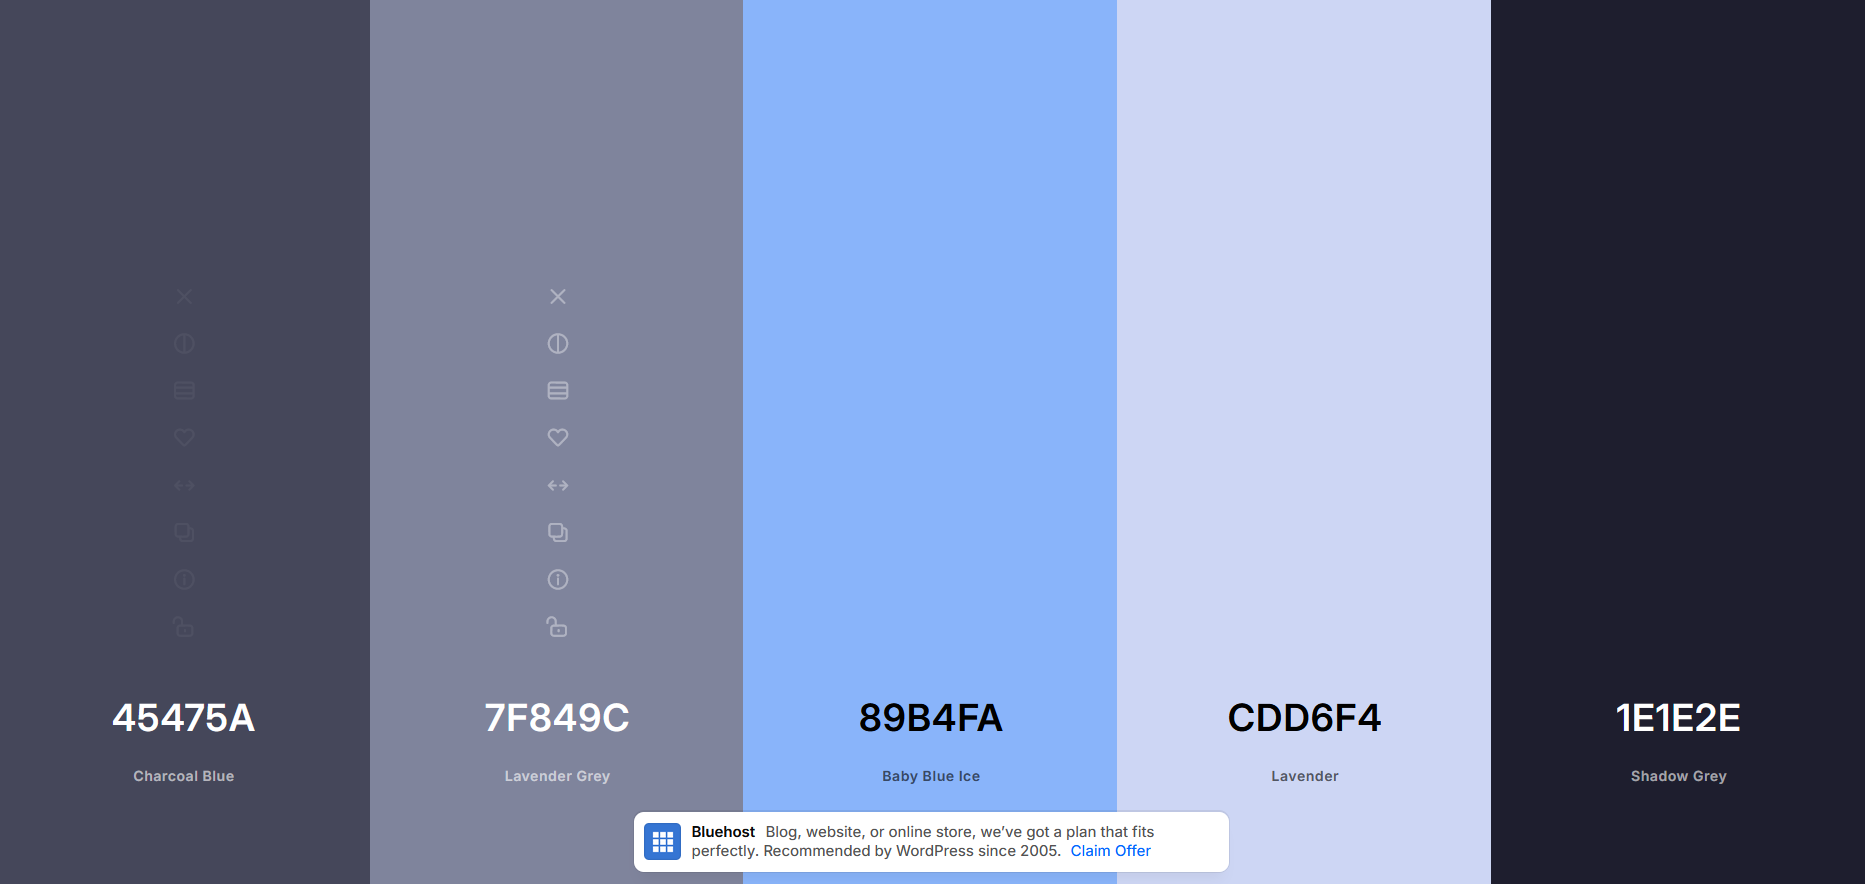 45475A
Charcoal Blue
7F849C
Lavender Grey
89B4FA
Baby Blue Ice
CDD6F4
Lavender
1E1E2E
Shadow Grey
Bluehost Blog, website, or online store, we’ve got a plan that fits
perfectly. Recommended by WordPress since 2005. Claim Offer